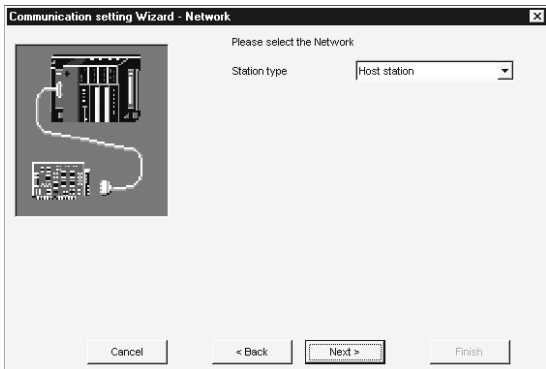 Communication setting Wizard - Network
Please select the Network
Station type Host station
Cancel < Back Next > Finish